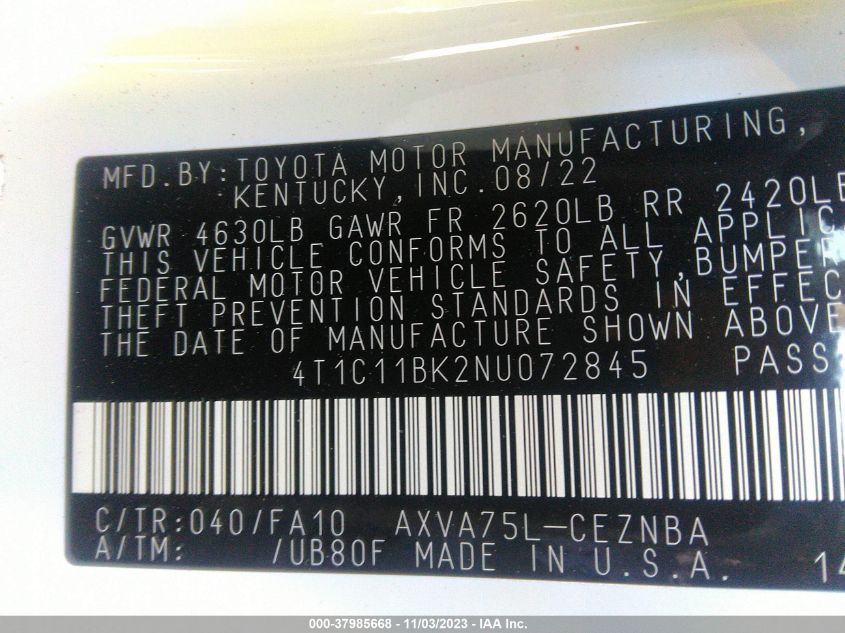 MFD. BY: TOYOTA MOTOR MANUFACTURING,
KENTUCKY, INC. 08/22
GVWR 4630LB GAWR FR 2620LB RR 2420LB
THIS VEHICLE CONFORMS TO ALL APPLIC
FEDERAL MOTOR VEHICLE SAFETY, BUMPER
THEFT PREVENTION STANDARDS IN EFFEC
THE DATE OF MANUFACTURE SHOWN ABOVE
4T1C11BK2NU072845 PASS
C/TR: 040/FA10 AXVA75L-CEZNBA
A/TM: /UB80F MADE IN U.S.A. 14
000-37985668 - 11/03/2023 - IAA Inc.